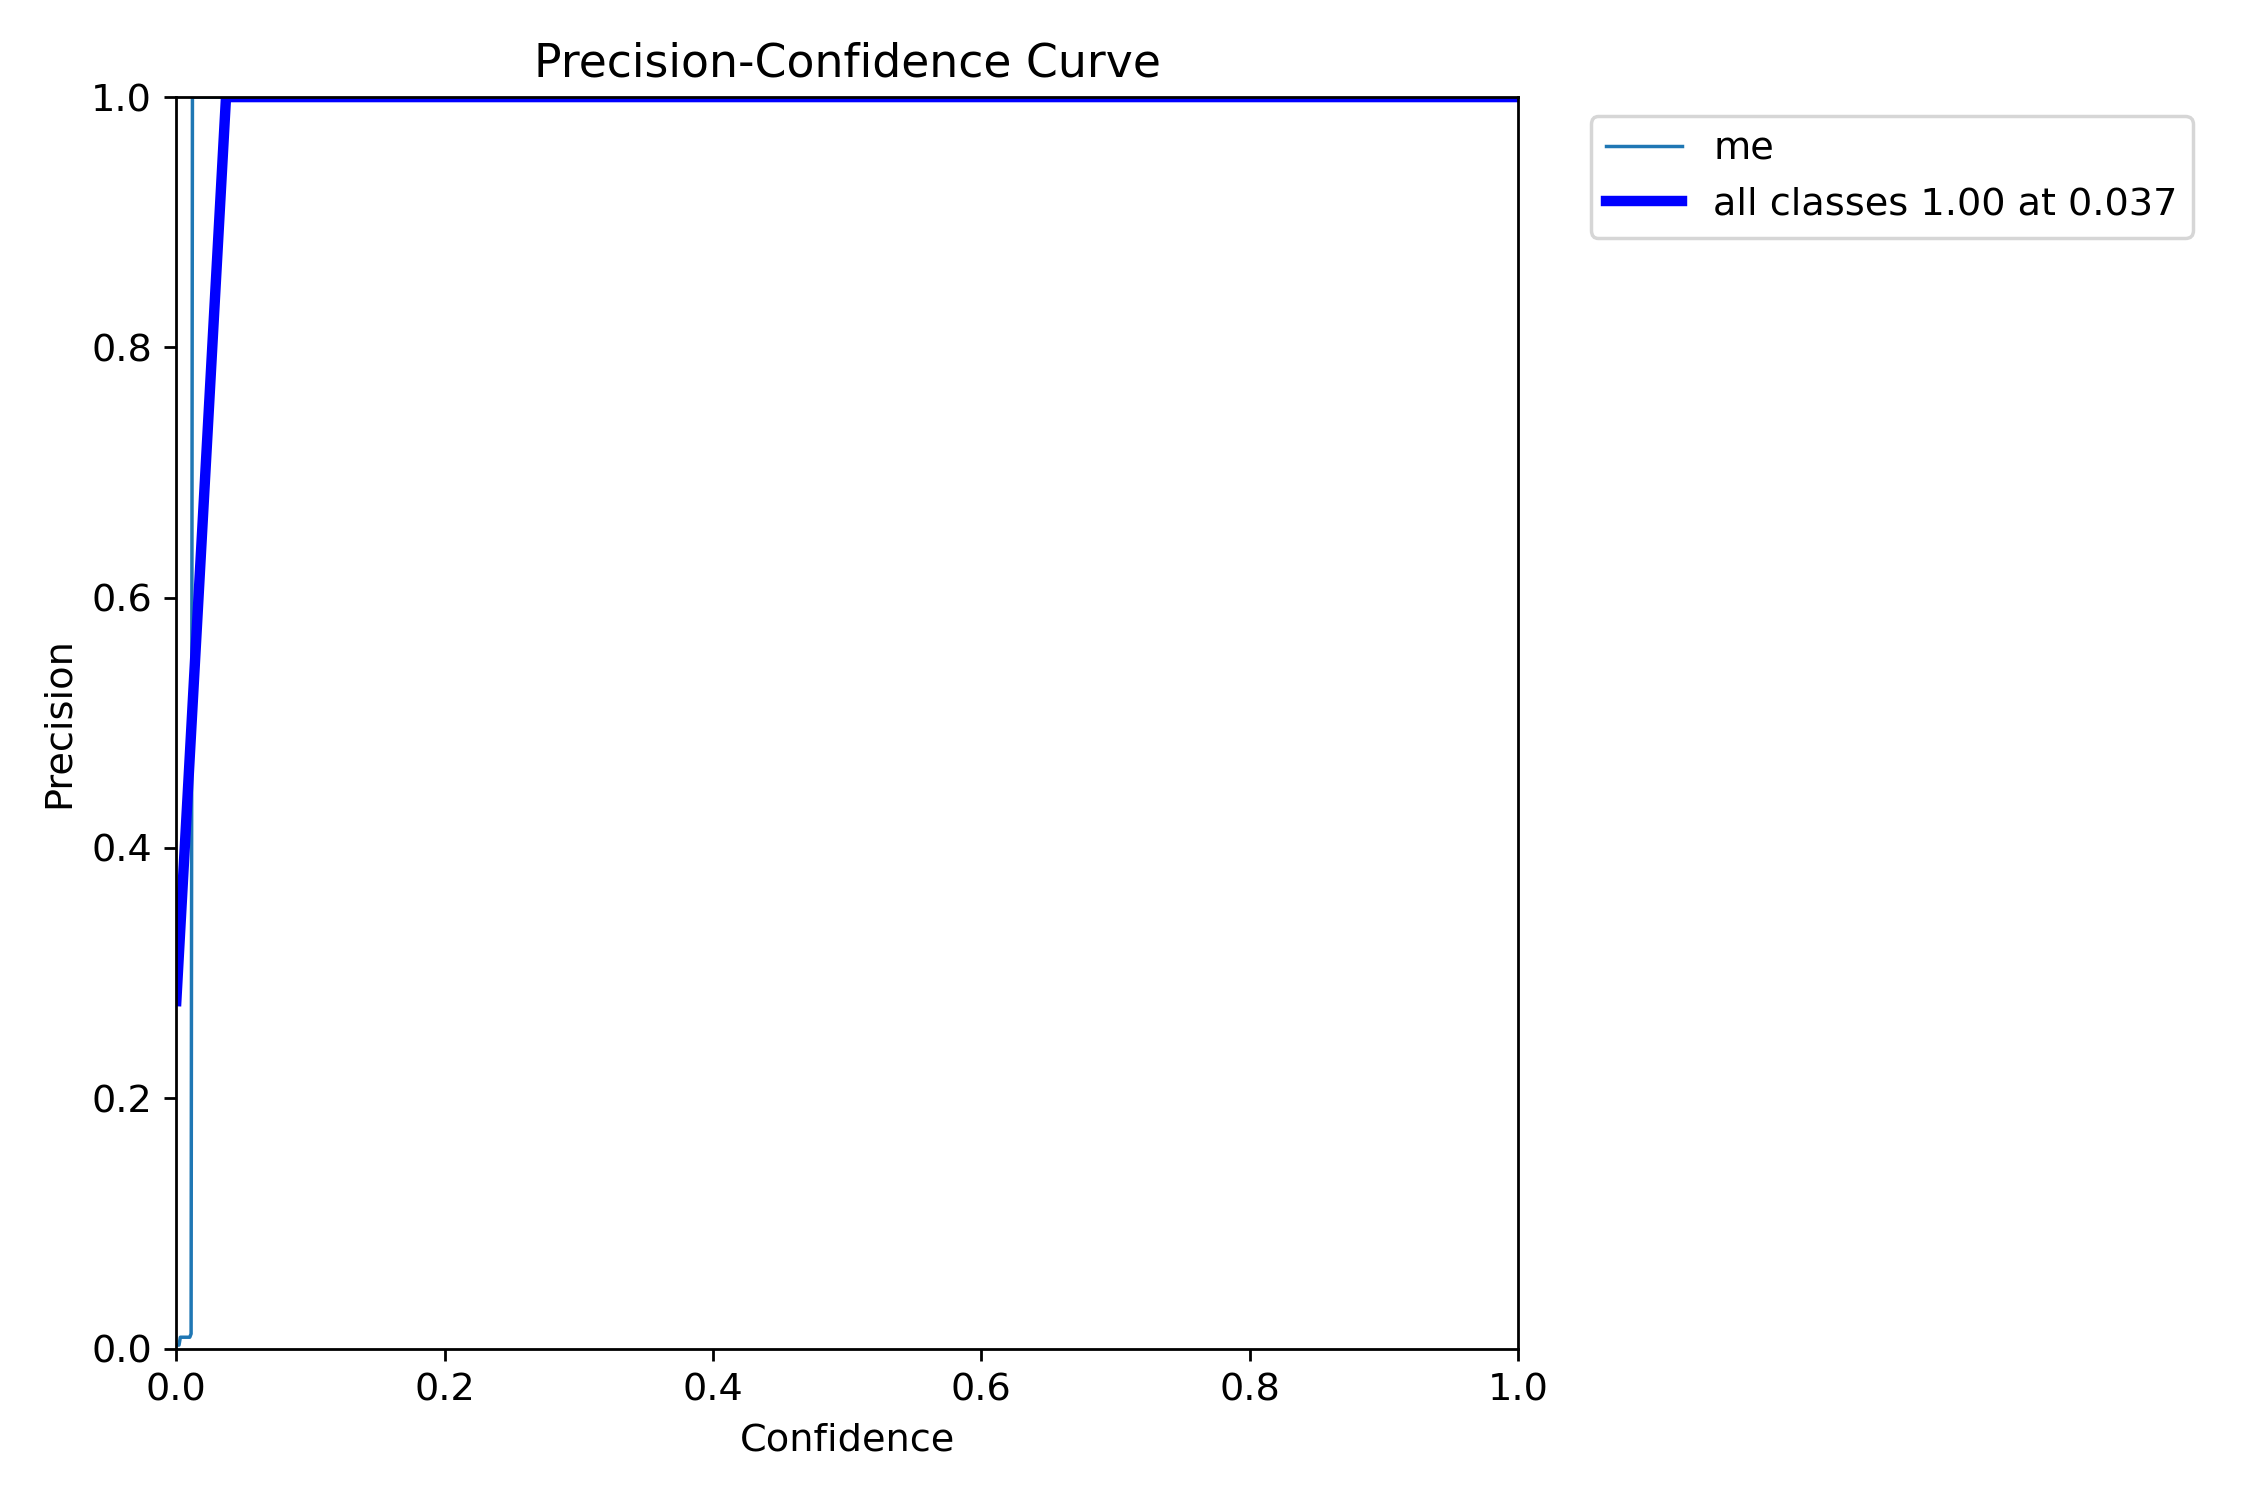 Precision-Confidence Curve
1.0
0.8
0.6
0.4
0.2
0.0
Precision
0.0 0.2 0.4 0.6 0.8 1.0
Confidence
me
all classes 1.00 at 0.037